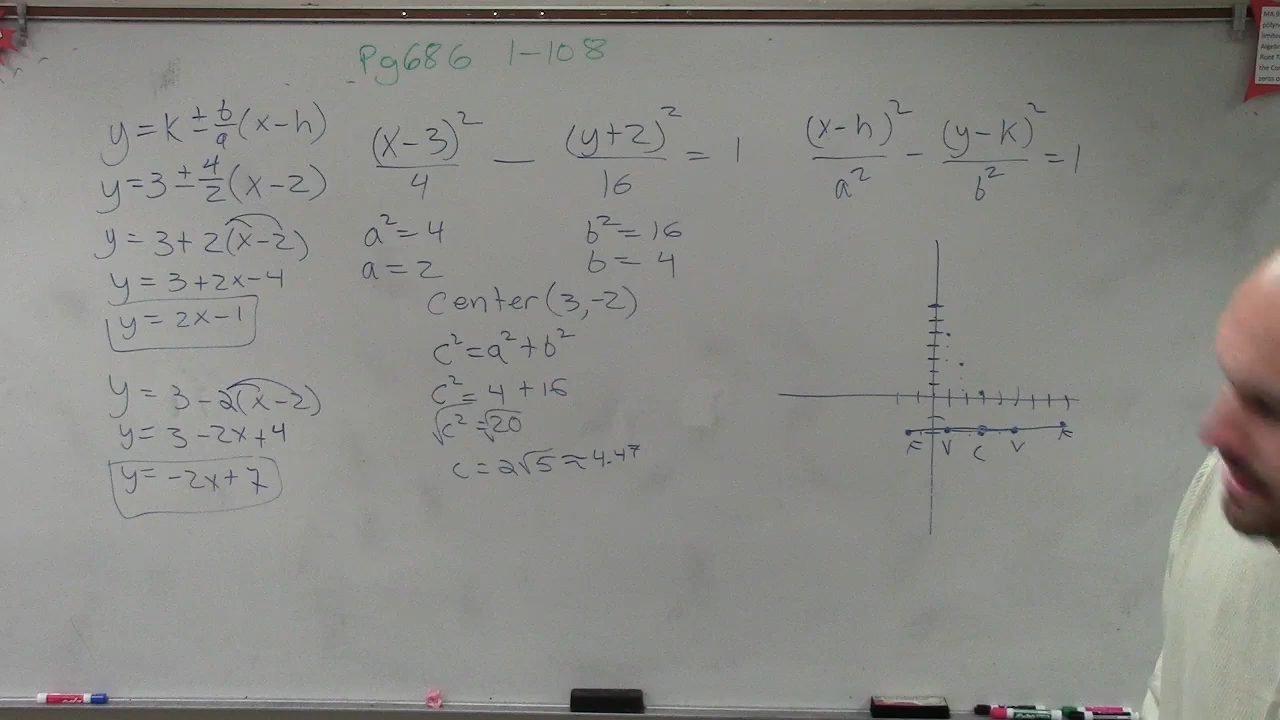 Pg686 1-108
y = k ± b/a (x-h)
y = 3 ± 4/2 (x-2)
y = 3 + 2(x-2)
y = 3 + 2x - 4
y = 2x - 1
y = 3 - 2(x-2)
y = 3 - 2x + 4
y = -2x + 7
(x-3)²/4 — (y+2)²/16 = 1
a² = 4 b² = 16
a = 2 b = 4
Center (3, -2)
c² = a² + b²
c² = 4 + 16
√c² = √20
c = 2√5 ≈ 4.47
(x-h)²/a² - (y-k)²/b² = 1
F V C V F